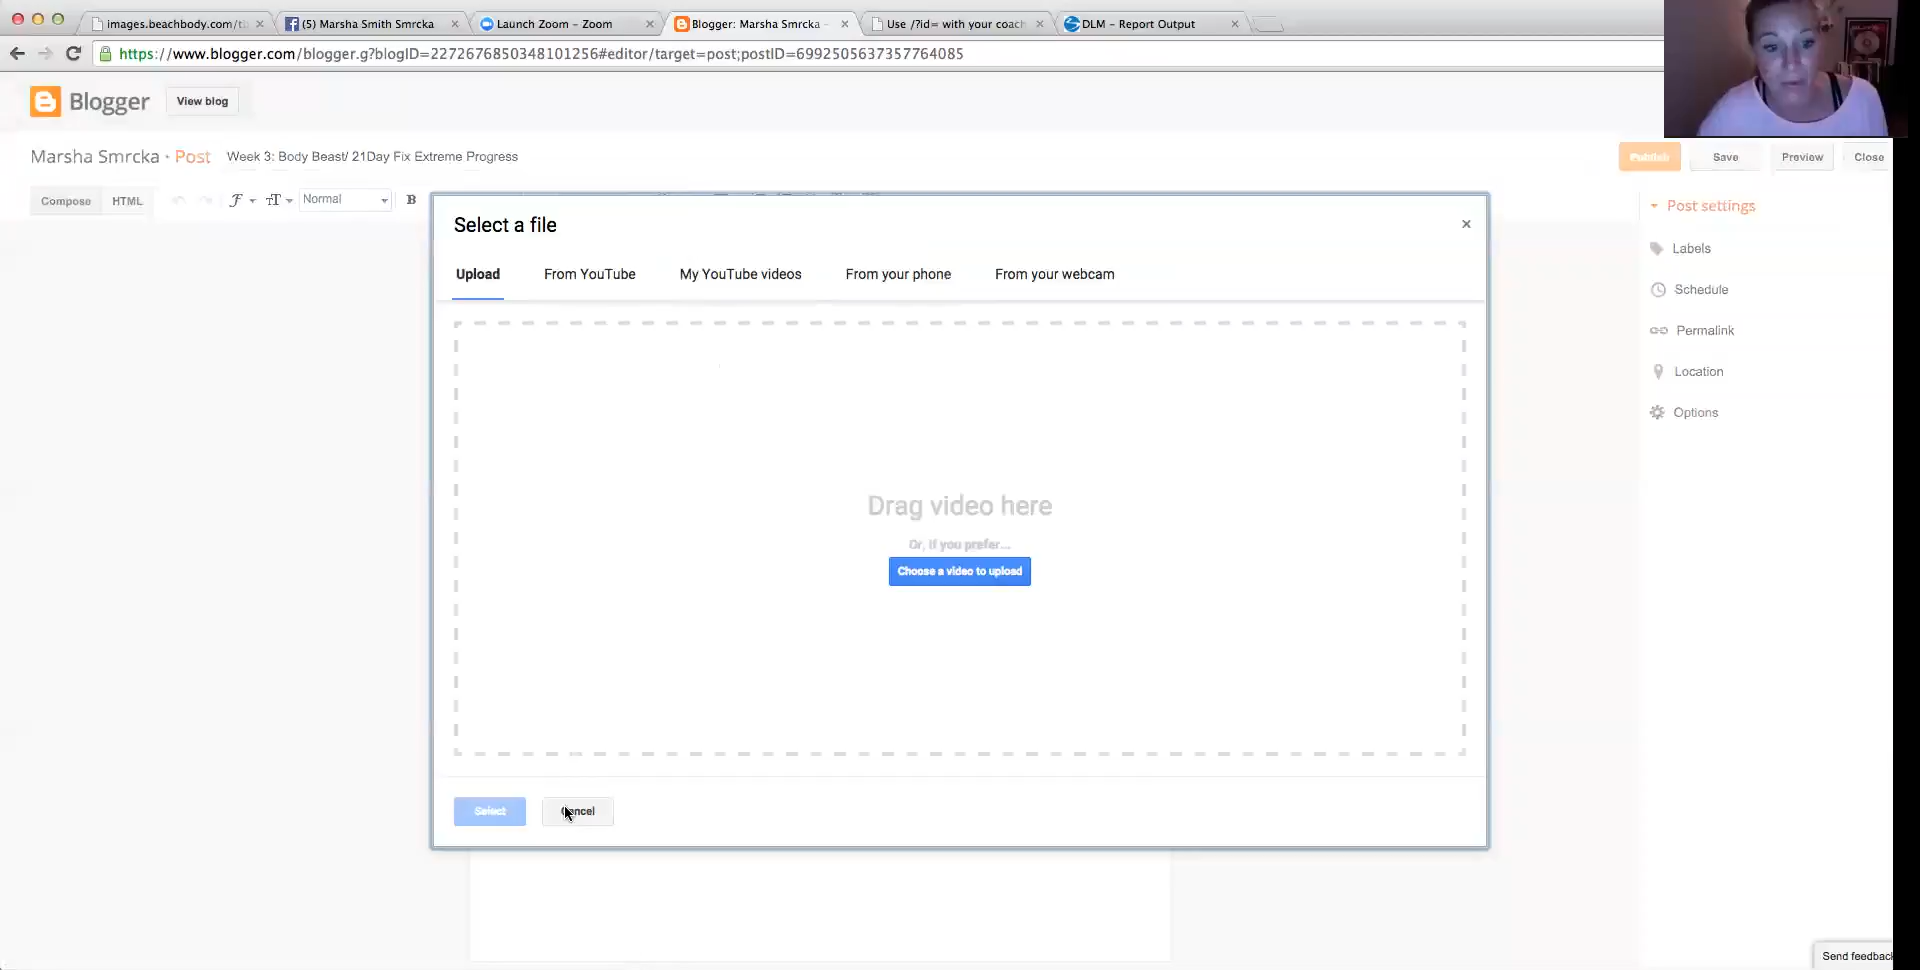 images.beachbody.com/tb
(5) Marsha Smith Smrcka
Launch Zoom – Zoom
Blogger: Marsha Smrcka –
Use /?id= with your coach
DLM – Report Output
https://www.blogger.com/blogger.g?blogID=2272676850348101256#editor/target=post;postID=6992505637357764085
Blogger
View blog
Marsha Smrcka · Post
Week 3: Body Beast/ 21Day Fix Extreme Progress
Publish
Save
Preview
Close
Compose
HTML
Normal
B
Select a file
Upload
From YouTube
My YouTube videos
From your phone
From your webcam
Drag video here
Or, if you prefer...
Choose a video to upload
Select
Cancel
Post settings
Labels
Schedule
Permalink
Location
Options
Send feedback